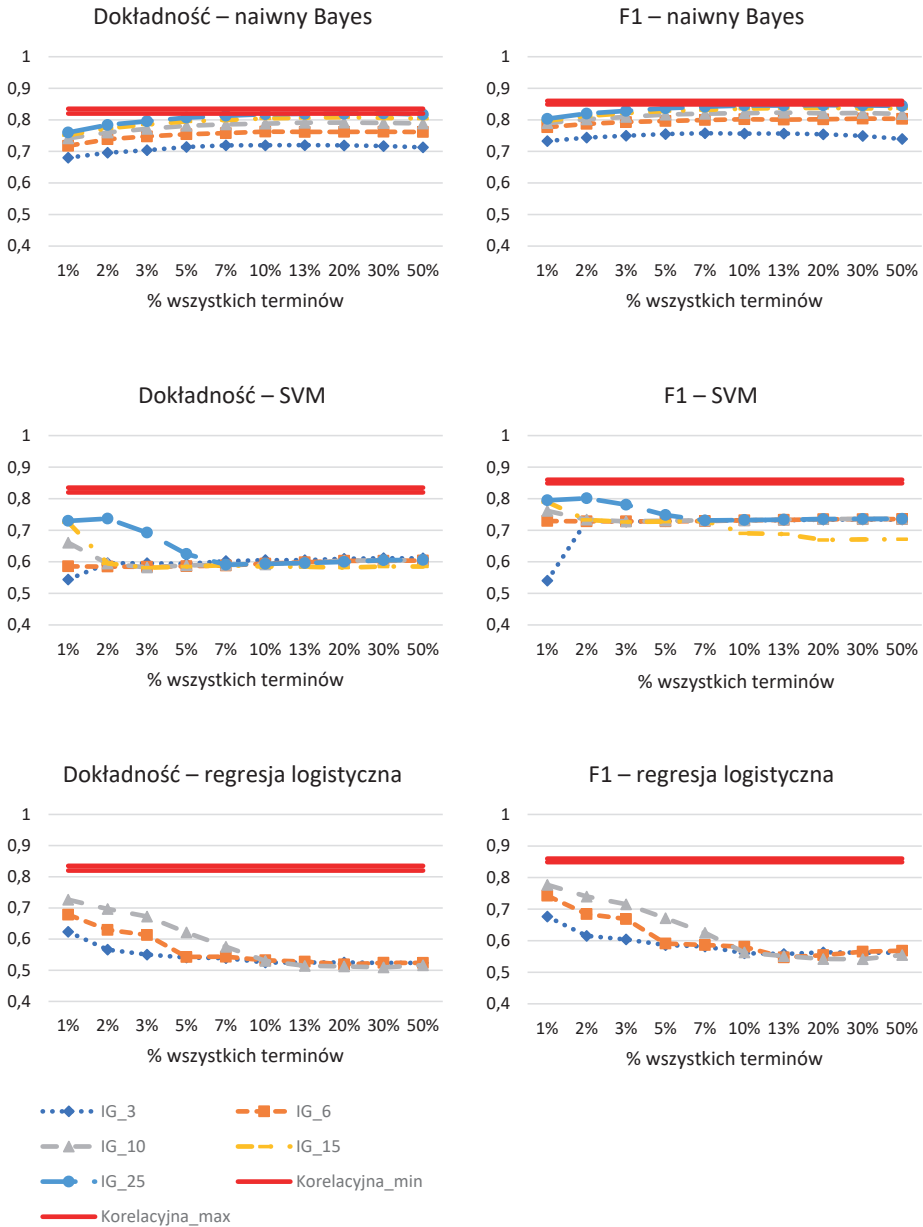 Dokładność – naiwny Bayes
1
0,9
0,8
0,7
0,6
0,5
0,4
1% 2% 3% 5% 7% 10% 13% 20% 30% 50%
% wszystkich terminów
F1 – naiwny Bayes
1
0,9
0,8
0,7
0,6
0,5
0,4
1% 2% 3% 5% 7% 10% 13% 20% 30% 50%
% wszystkich terminów
Dokładność – SVM
1
0,9
0,8
0,7
0,6
0,5
0,4
1% 2% 3% 5% 7% 10% 13% 20% 30% 50%
% wszystkich terminów
F1 – SVM
1
0,9
0,8
0,7
0,6
0,5
0,4
1% 2% 3% 5% 7% 10% 13% 20% 30% 50%
% wszystkich terminów
Dokładność – regresja logistyczna
1
0,9
0,8
0,7
0,6
0,5
0,4
1% 2% 3% 5% 7% 10% 13% 20% 30% 50%
% wszystkich terminów
F1 – regresja logistyczna
1
0,9
0,8
0,7
0,6
0,5
0,4
1% 2% 3% 5% 7% 10% 13% 20% 30% 50%
% wszystkich terminów
IG_3
IG_6
IG_10
IG_15
IG_25
Korelacyjna_min
Korelacyjna_max